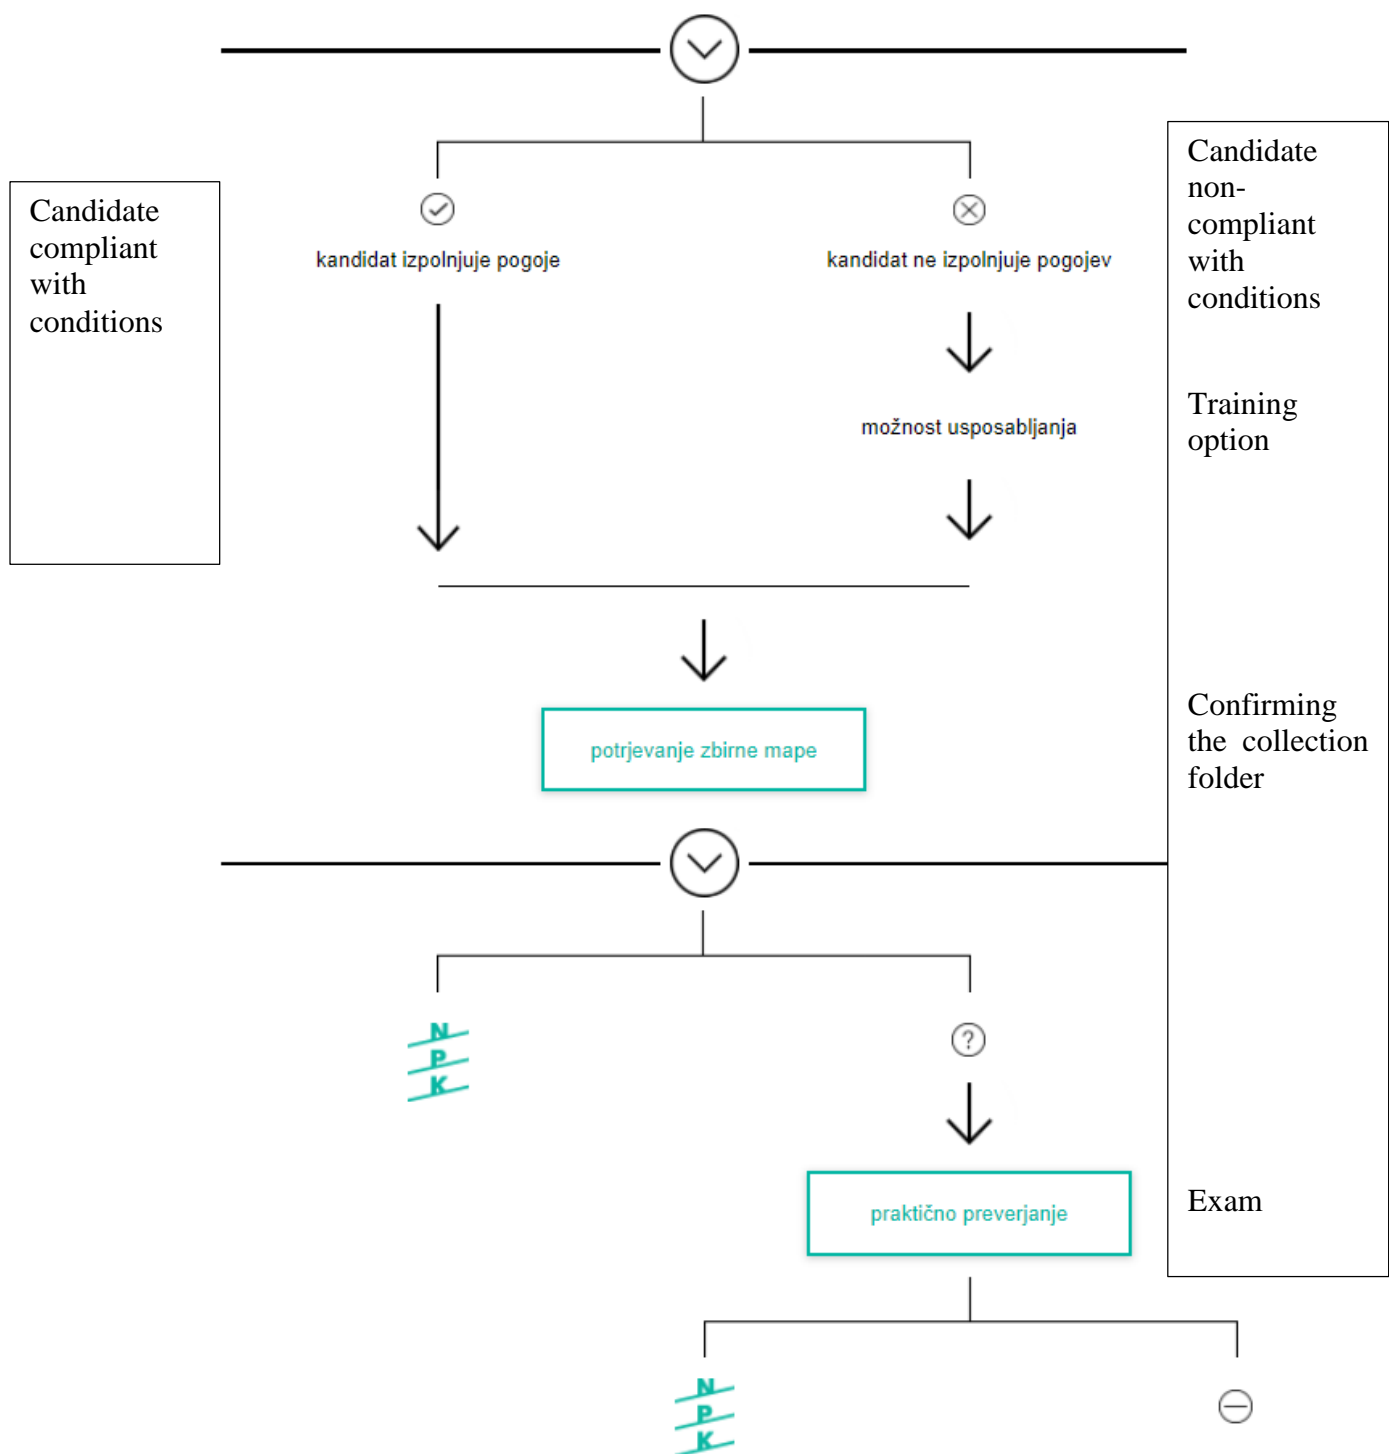 Candidate
compliant
with
conditions
kandidat izpolnjuje pogoje
kandidat ne izpolnjuje pogojev
Candidate
non-
compliant
with
conditions
možnost usposabljanja
Training
option
potrjevanje zbirne mape
Confirming
the collection
folder
N
P
K
?
praktično preverjanje
Exam
N
P
K